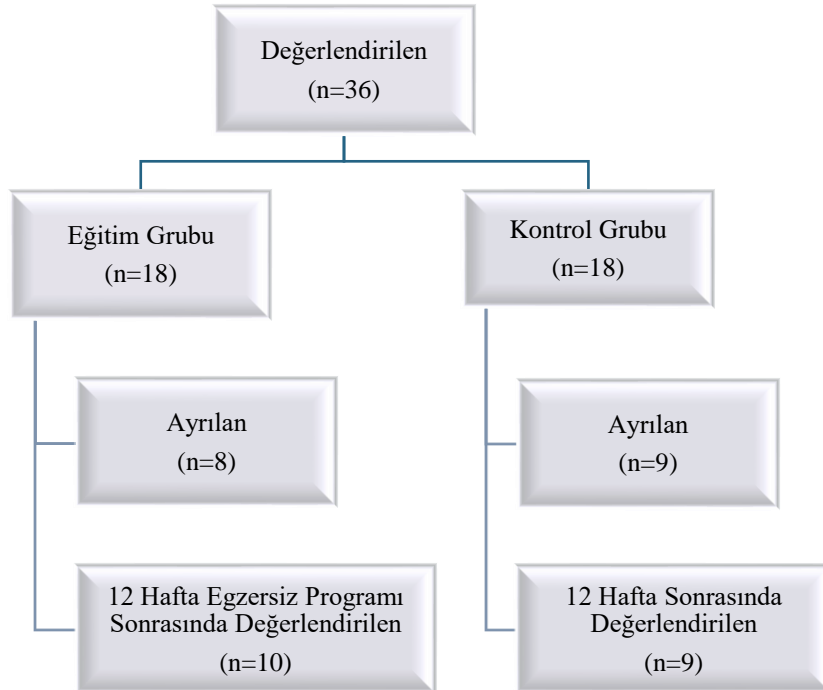 Değerlendirilen
(n=36)
Eğitim Grubu
(n=18)
Kontrol Grubu
(n=18)
Ayrılan
(n=8)
Ayrılan
(n=9)
12 Hafta Egzersiz Programı
Sonrasında Değerlendirilen
(n=10)
12 Hafta Sonrasında
Değerlendirilen
(n=9)